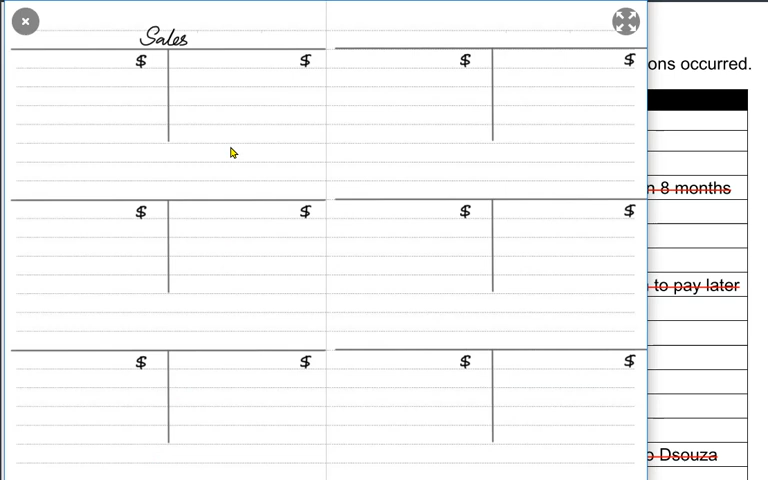 Sales
$ $ $ $
$ $ $ $
$ $ $ $
ons occurred.
8 months
to pay later
Dsouza